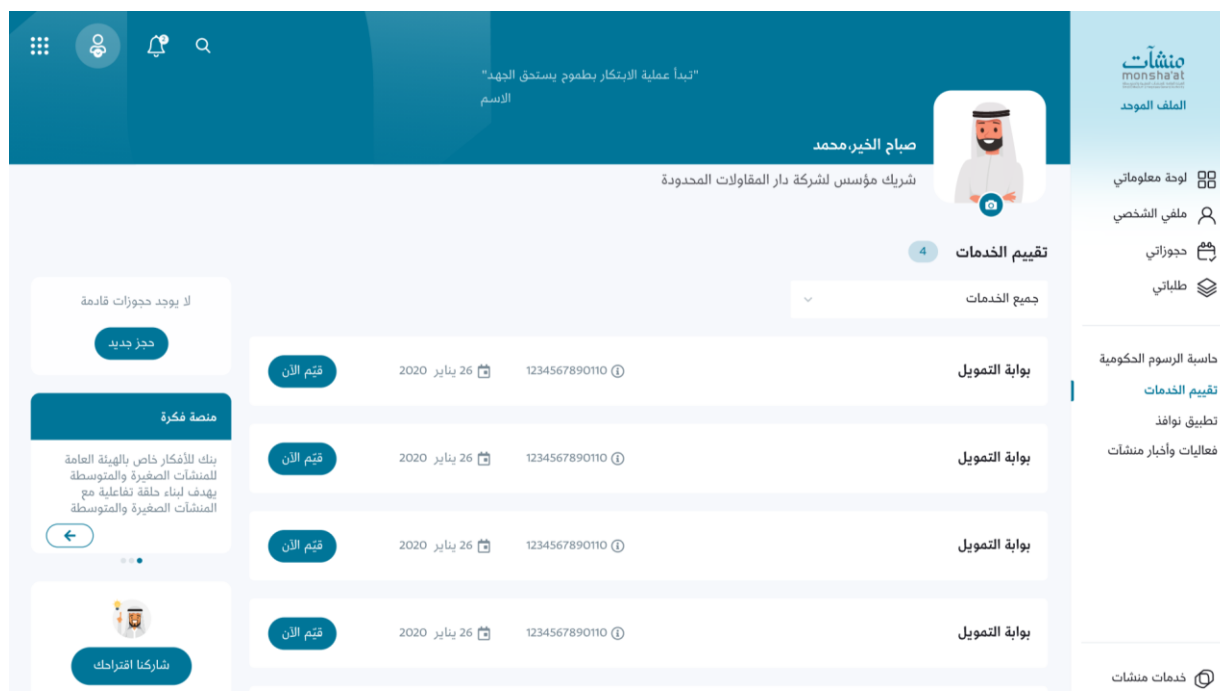 منشآت
monsha'at
الملف الموحد
لوحة معلوماتي
ملفي الشخصي
حجوزاتي
طلباتي
حاسبة الرسوم الحكومية
تقييم الخدمات
تطبيق نوافذ
فعاليات وأخبار منشآت
خدمات منشات
2
"تبدأ عملية الابتكار بطموح يستحق الجهد"
الاسم
صباح الخير،محمد
شريك مؤسس لشركة دار المقاولات المحدودة
تقييم الخدمات 4
جميع الخدمات
بوابة التمويل 1234567890110 26 يناير 2020 قيّم الآن
بوابة التمويل 1234567890110 26 يناير 2020 قيّم الآن
بوابة التمويل 1234567890110 26 يناير 2020 قيّم الآن
بوابة التمويل 1234567890110 26 يناير 2020 قيّم الآن
لا يوجد حجوزات قادمة
حجز جديد
منصة فكرة
بنك للأفكار خاص بالهيئة العامة
للمنشآت الصغيرة والمتوسطة
يهدف لبناء حلقة تفاعلية مع
المنشآت الصغيرة والمتوسطة
شاركنا اقتراحك